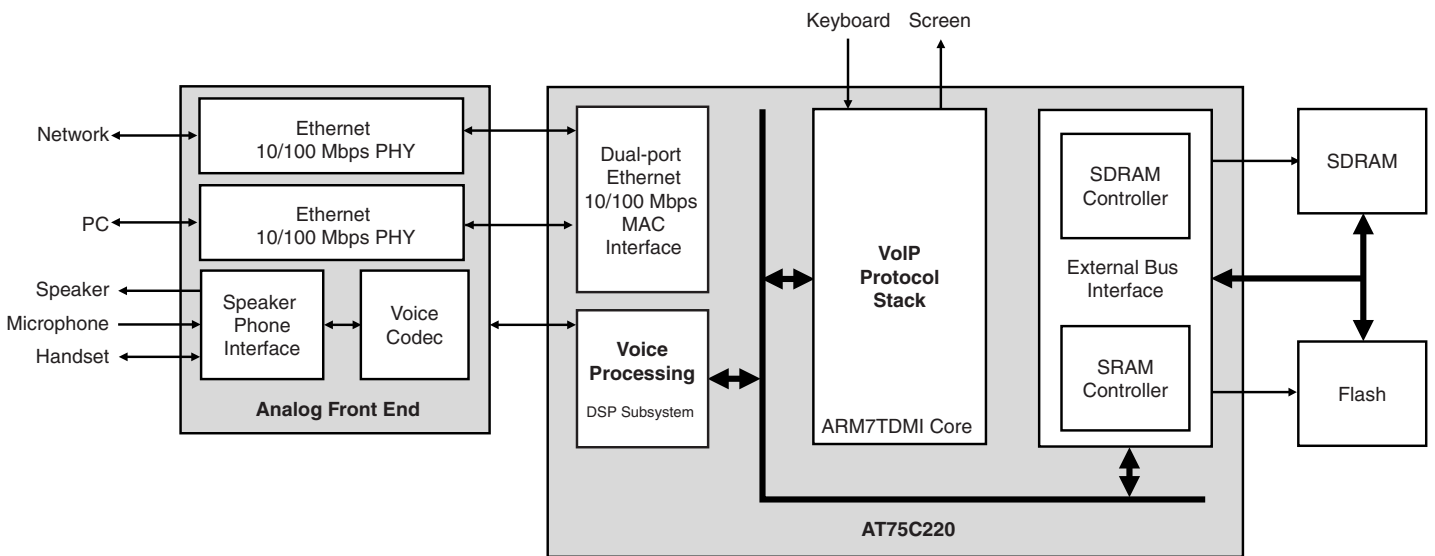 Keyboard
Screen
Network
Ethernet
10/100 Mbps PHY
PC
Ethernet
10/100 Mbps PHY
Speaker
Microphone
Handset
Speaker
Phone
Interface
Voice
Codec
Analog Front End
Dual-port
Ethernet
10/100 Mbps
MAC
Interface
Voice
Processing
DSP Subsystem
VoIP
Protocol
Stack
ARM7TDMI Core
SDRAM
Controller
External Bus
Interface
SRAM
Controller
AT75C220
SDRAM
Flash